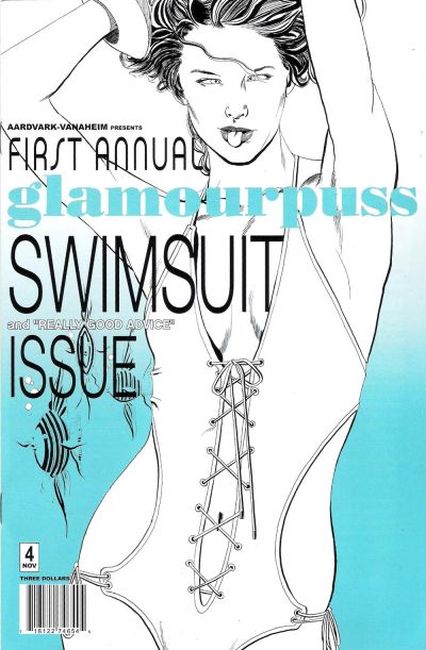 AARDVARK-VANAHEIM PRESENTS
FIRST ANNUAL
glamourpuss
SWIMSUIT
and "REALLY GOOD ADVICE"
ISSUE
4
NOV
THREE DOLLARS